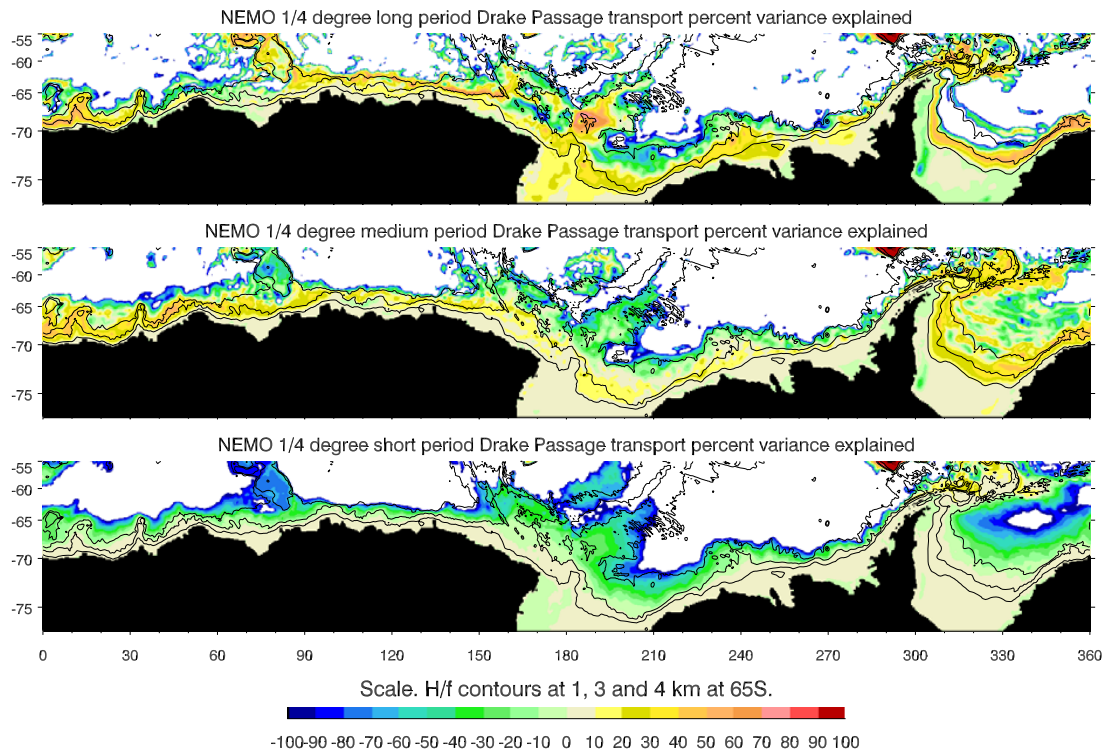 NEMO 1/4 degree long period Drake Passage transport percent variance explained
-55
-60
-65
-70
-75
NEMO 1/4 degree medium period Drake Passage transport percent variance explained
-55
-60
-65
-70
-75
NEMO 1/4 degree short period Drake Passage transport percent variance explained
-55
-60
-65
-70
-75
0 30 60 90 120 150 180 210 240 270 300 330 360
Scale. H/f contours at 1, 3 and 4 km at 65S.
-100 -90 -80 -70 -60 -50 -40 -30 -20 -10 0 10 20 30 40 50 60 70 80 90 100